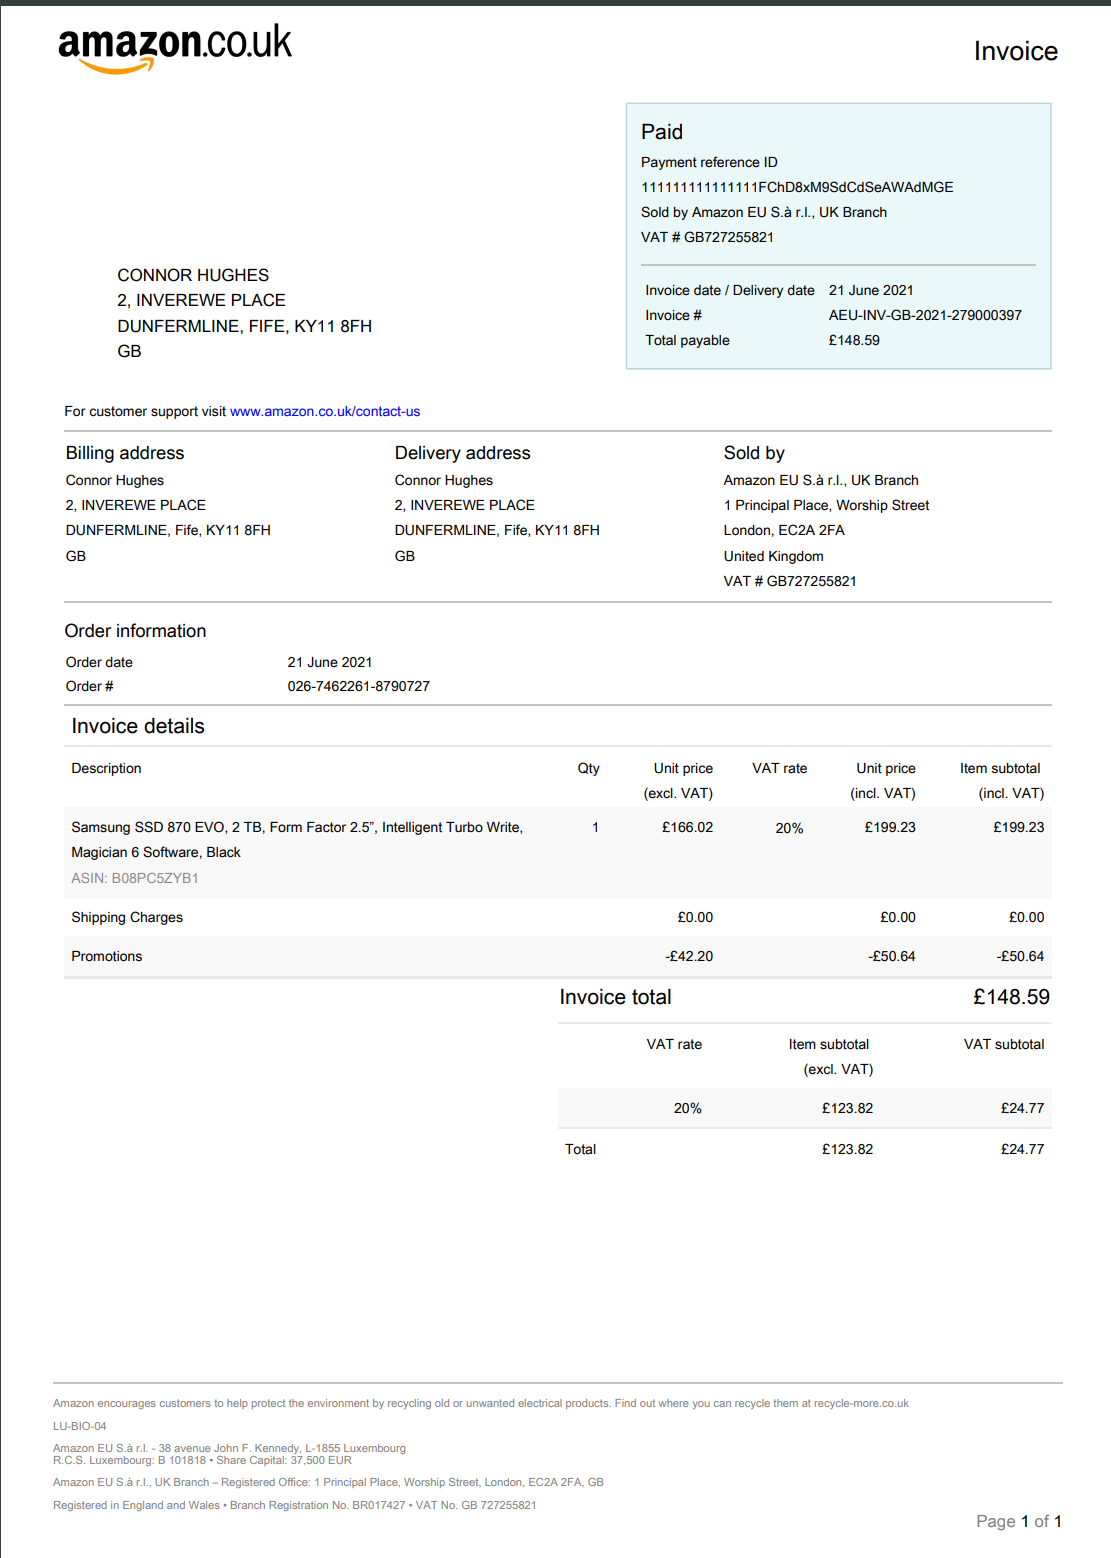 amazon.co.uk
Invoice
Paid
Payment reference ID
111111111111111FChD8xM9SdCdSeAWAdMGE
Sold by Amazon EU S.à r.l., UK Branch
VAT # GB727255821
Invoice date / Delivery date 21 June 2021
Invoice # AEU-INV-GB-2021-279000397
Total payable £148.59
CONNOR HUGHES
2, INVEREWE PLACE
DUNFERMLINE, FIFE, KY11 8FH
GB
For customer support visit www.amazon.co.uk/contact-us
Billing address
Connor Hughes
2, INVEREWE PLACE
DUNFERMLINE, Fife, KY11 8FH
GB
Delivery address
Connor Hughes
2, INVEREWE PLACE
DUNFERMLINE, Fife, KY11 8FH
GB
Sold by
Amazon EU S.à r.l., UK Branch
1 Principal Place, Worship Street
London, EC2A 2FA
United Kingdom
VAT # GB727255821
Order information
Order date 21 June 2021
Order # 026-7462261-8790727
Invoice details
Description Qty Unit price VAT rate Unit price Item subtotal
(excl. VAT) (incl. VAT) (incl. VAT)
Samsung SSD 870 EVO, 2 TB, Form Factor 2.5”, Intelligent Turbo Write, 1 £166.02 20% £199.23 £199.23
Magician 6 Software, Black
ASIN: B08PC5ZYB1
Shipping Charges £0.00 £0.00 £0.00
Promotions -£42.20 -£50.64 -£50.64
Invoice total £148.59
VAT rate Item subtotal VAT subtotal
(excl. VAT)
20% £123.82 £24.77
Total £123.82 £24.77
Amazon encourages customers to help protect the environment by recycling old or unwanted electrical products. Find out where you can recycle them at recycle-more.co.uk
LU-BIO-04
Amazon EU S.à r.l. - 38 avenue John F. Kennedy, L-1855 Luxembourg
R.C.S. Luxembourg: B 101818 • Share Capital: 37,500 EUR
Amazon EU S.à r.l., UK Branch – Registered Office: 1 Principal Place, Worship Street, London, EC2A 2FA, GB
Registered in England and Wales • Branch Registration No. BR017427 • VAT No. GB 727255821
Page 1 of 1